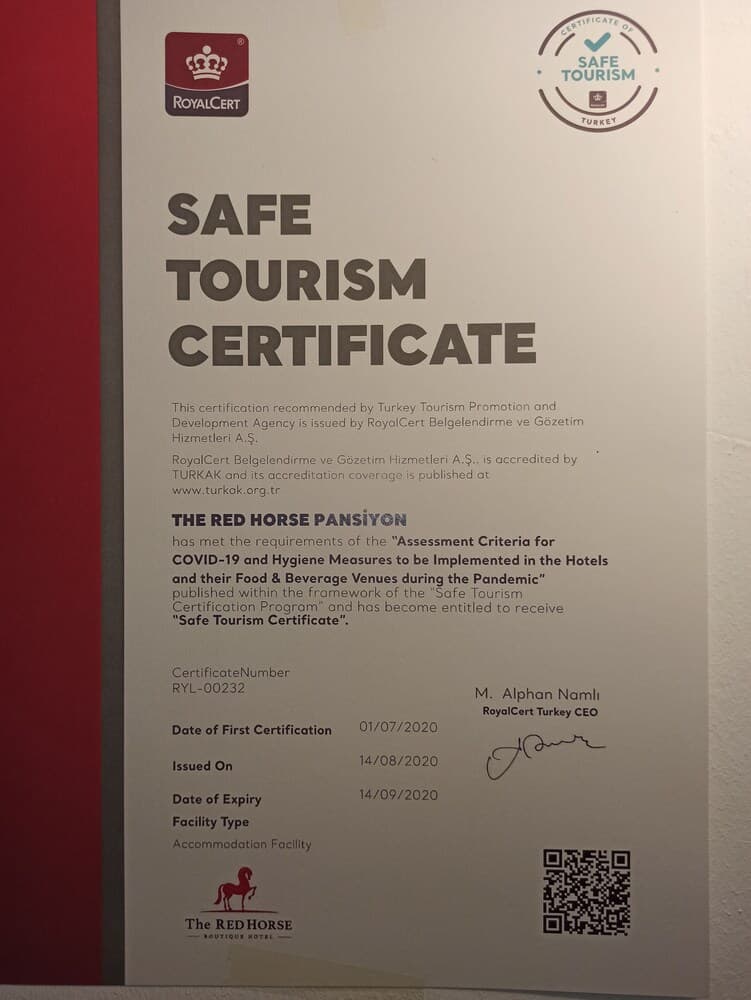 ROYALCERT
®
CERTIFICATE OF
SAFE
TOURISM
TURKEY
SAFE
TOURISM
CERTIFICATE
This certification recommended by Turkey Tourism Promotion and
Development Agency is issued by RoyalCert Belgelendirme ve Gözetim
Hizmetleri A.Ş.
RoyalCert Belgelendirme ve Gözetim Hizmetleri A.Ş.. is accredited by
TURKAK and its accreditation coverage is published at
www.turkak.org.tr
THE RED HORSE PANSİYON
has met the requirements of the "Assessment Criteria for
COVID-19 and Hygiene Measures to be Implemented in the Hotels
and their Food & Beverage Venues during the Pandemic"
published within the framework of the "Safe Tourism
Certification Program" and has become entitled to receive
"Safe Tourism Certificate".
CertificateNumber
RYL-00232
M. Alphan Namlı
RoyalCert Turkey CEO
Date of First Certification 01/07/2020
Issued On 14/08/2020
Date of Expiry 14/09/2020
Facility Type
Accommodation Facility
The RED HORSE
BOUTIQUE HOTEL